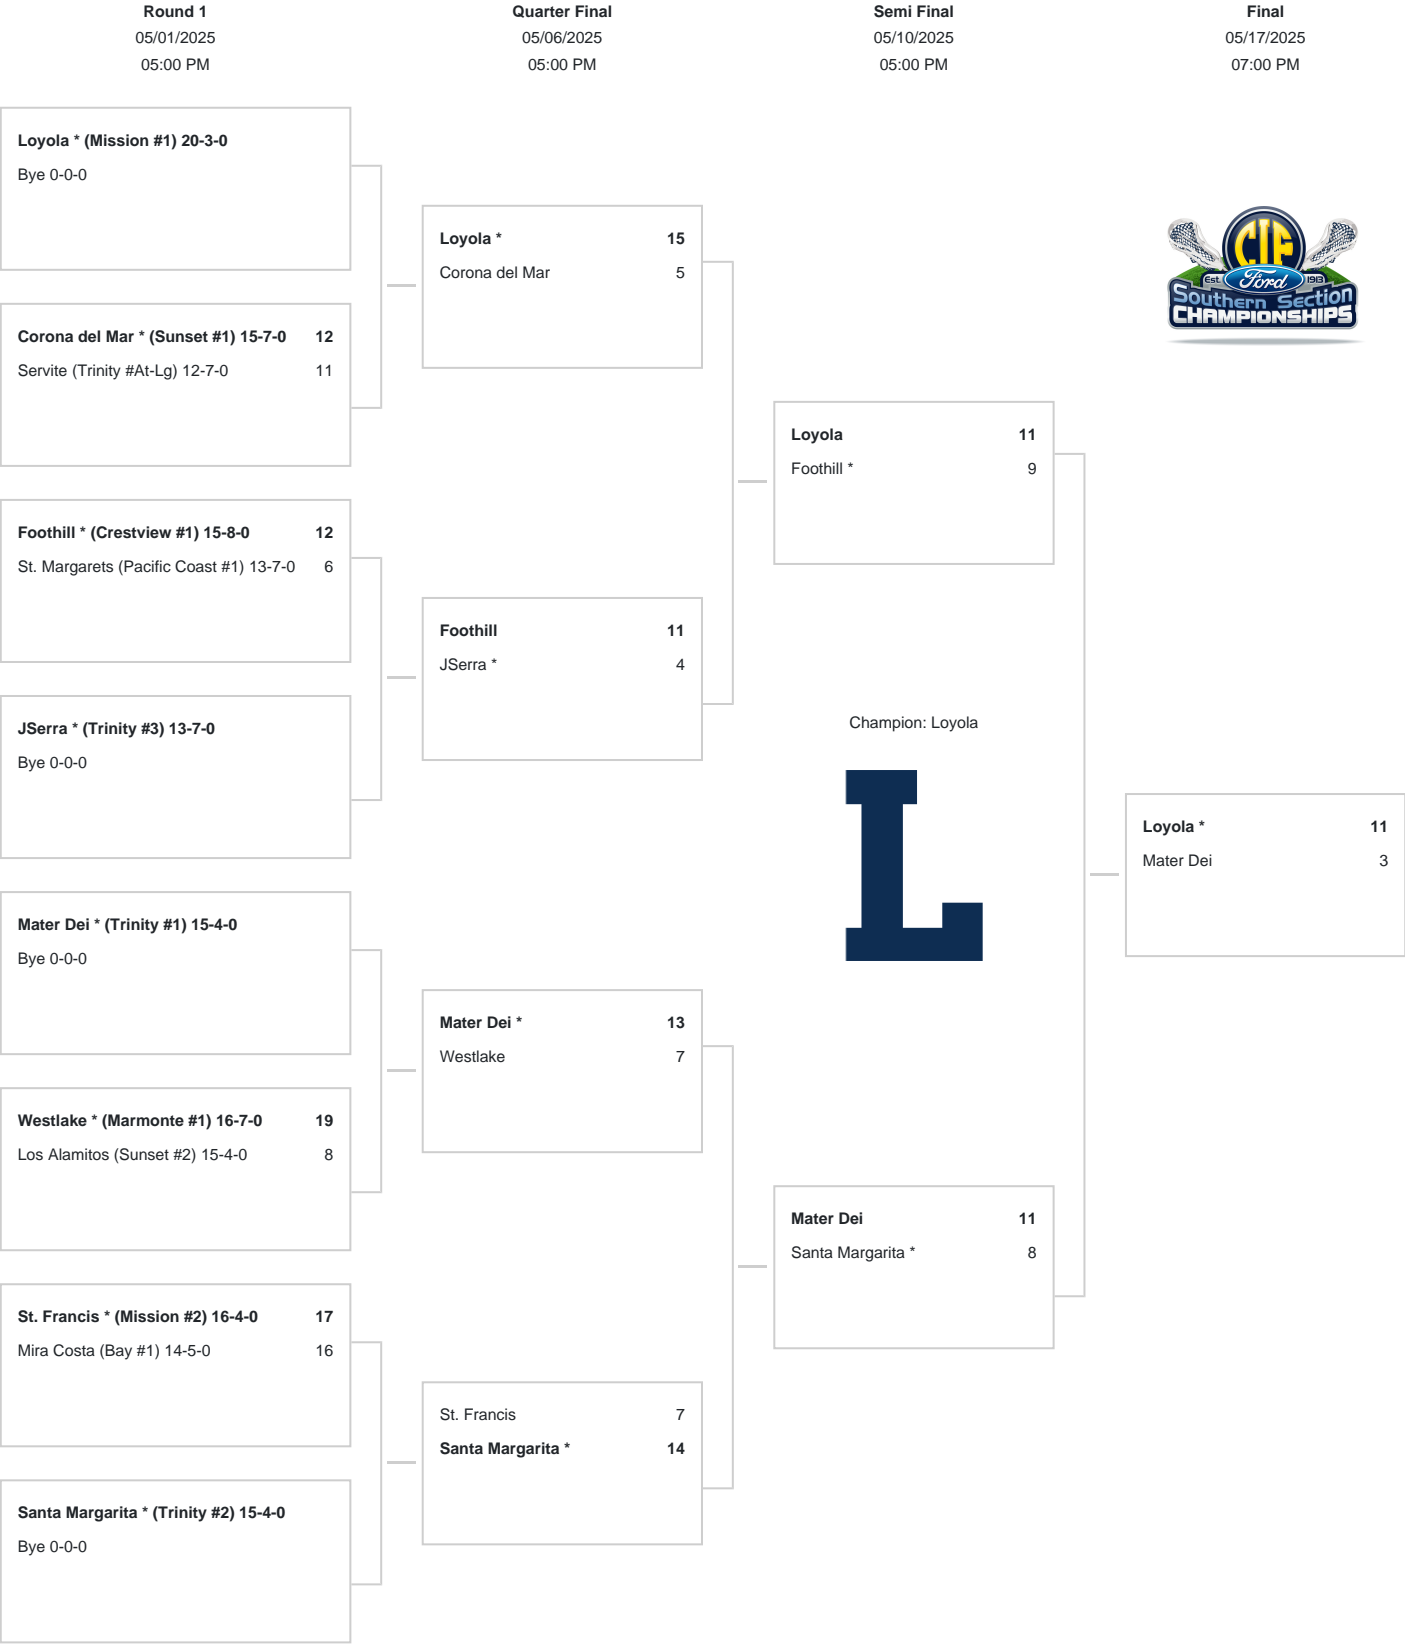 Round 1
05/01/2025
05:00 PM
Quarter Final
05/06/2025
05:00 PM
Semi Final
05/10/2025
05:00 PM
Final
05/17/2025
07:00 PM
Loyola * (Mission #1) 20-3-0
Bye 0-0-0
Corona del Mar * (Sunset #1) 15-7-0 12
Servite (Trinity #At-Lg) 12-7-0 11
Foothill * (Crestview #1) 15-8-0 12
St. Margarets (Pacific Coast #1) 13-7-0 6
JSerra * (Trinity #3) 13-7-0
Bye 0-0-0
Mater Dei * (Trinity #1) 15-4-0
Bye 0-0-0
Westlake * (Marmonte #1) 16-7-0 19
Los Alamitos (Sunset #2) 15-4-0 8
St. Francis * (Mission #2) 16-4-0 17
Mira Costa (Bay #1) 14-5-0 16
Santa Margarita * (Trinity #2) 15-4-0
Bye 0-0-0
Loyola * 15
Corona del Mar 5
Foothill 11
JSerra * 4
Mater Dei * 13
Westlake 7
St. Francis 7
Santa Margarita * 14
Loyola 11
Foothill * 9
Champion: Loyola
L
Mater Dei 11
Santa Margarita * 8
CIF
Est. Ford 1913
Southern Section
CHAMPIONSHIPS
Loyola * 11
Mater Dei 3